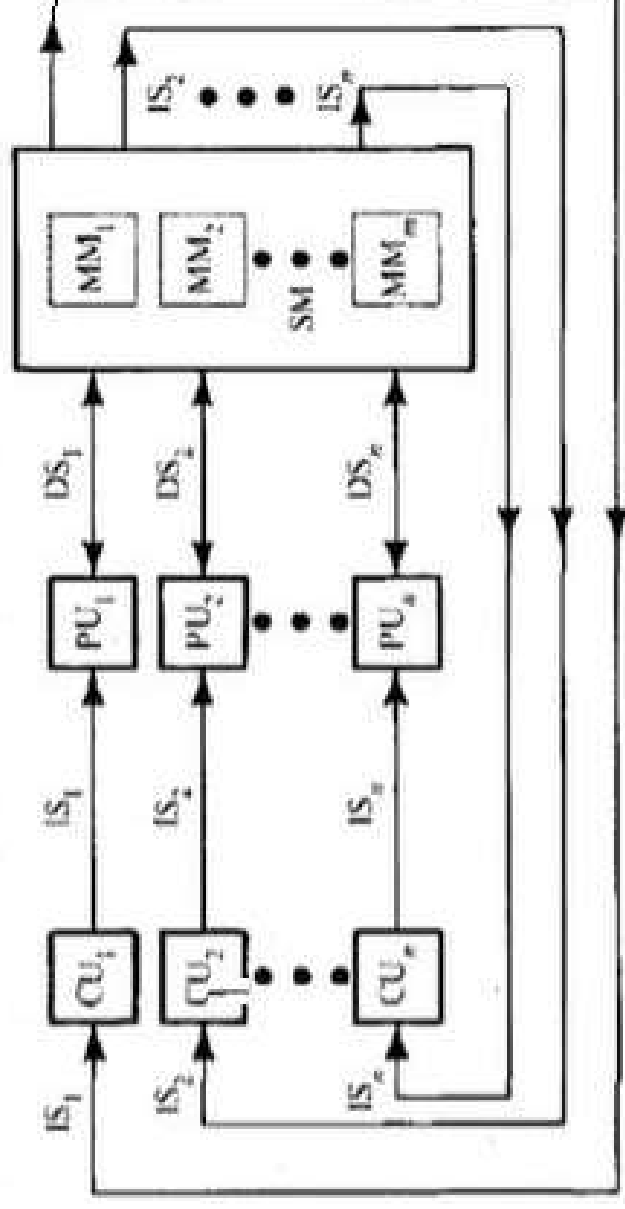 IS₁
IS₁
DS₁
CU₁
PU₁
MM₁
IS₂
IS₂
DS₂
IS₂
CU₂
PU₂
MM₂
SM
ISₙ
ISₙ
DSₙ
ISₙ
CUₙ
PUₙ
MMₘ